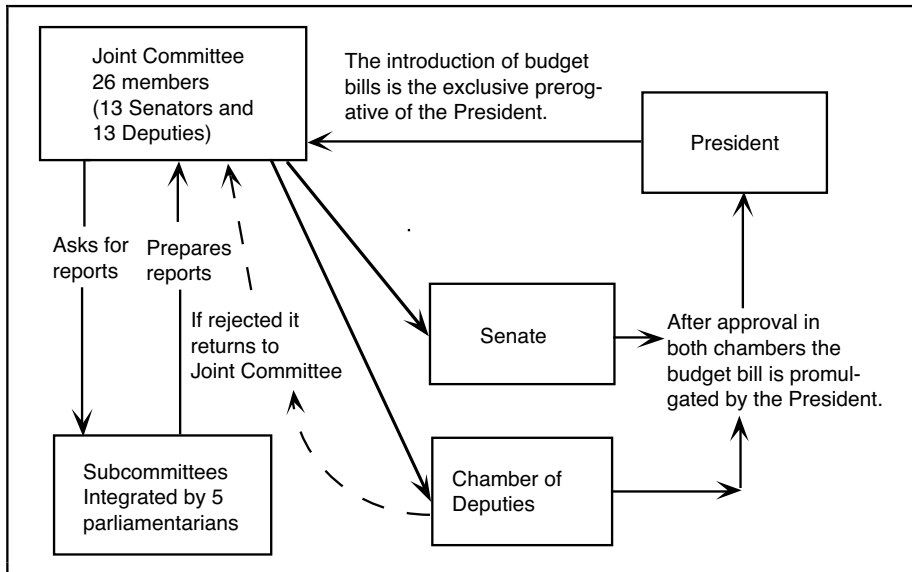 Joint Committee
26 members
(13 Senators and
13 Deputies)
The introduction of budget
bills is the exclusive prerog-
ative of the President.
President
Asks for
reports
Prepares
reports
If rejected it
returns to
Joint Committee
Senate
After approval in
both chambers the
budget bill is promul-
gated by the President.
Subcommittees
Integrated by 5
parliamentarians
Chamber of
Deputies